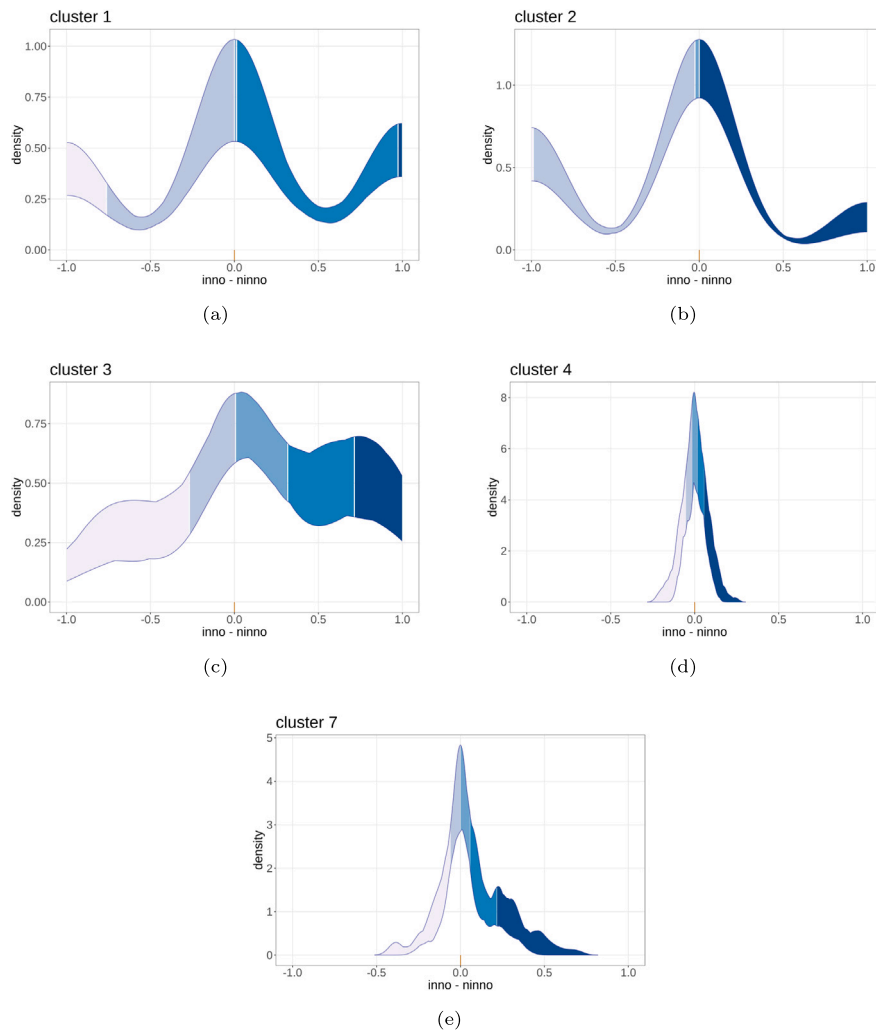 cluster 1
density
1.00
0.75
0.50
0.25
0.00
-1.0 -0.5 0.0 0.5 1.0
inno - ninno
(a)
cluster 2
density
1.0
0.5
0.0
-1.0 -0.5 0.0 0.5 1.0
inno - ninno
(b)
cluster 3
density
0.75
0.50
0.25
0.00
-1.0 -0.5 0.0 0.5 1.0
inno - ninno
(c)
cluster 4
density
8
6
4
2
0
-1.0 -0.5 0.0 0.5 1.0
inno - ninno
(d)
cluster 7
density
5
4
3
2
1
0
-1.0 -0.5 0.0 0.5 1.0
inno - ninno
(e)